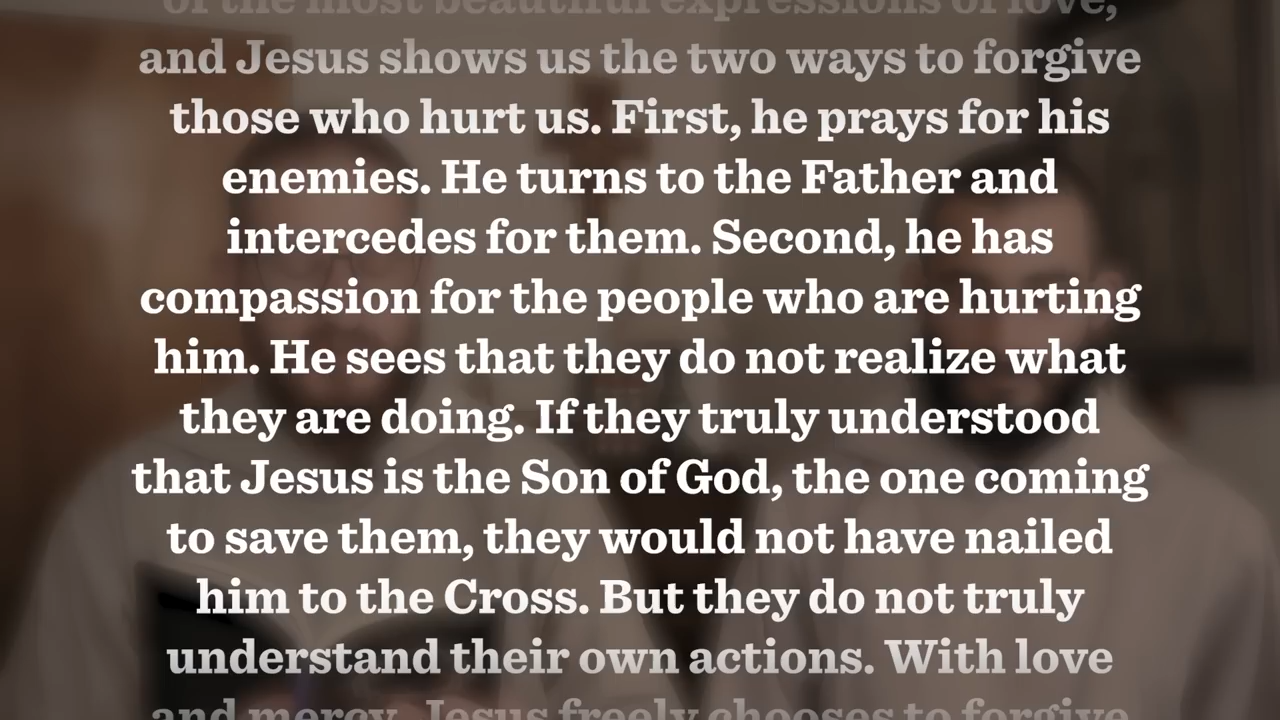 of the most beautiful expressions of love,
and Jesus shows us the two ways to forgive
those who hurt us. First, he prays for his
enemies. He turns to the Father and
intercedes for them. Second, he has
compassion for the people who are hurting
him. He sees that they do not realize what
they are doing. If they truly understood
that Jesus is the Son of God, the one coming
to save them, they would not have nailed
him to the Cross. But they do not truly
understand their own actions. With love
and mercy, Jesus freely chooses to forgive